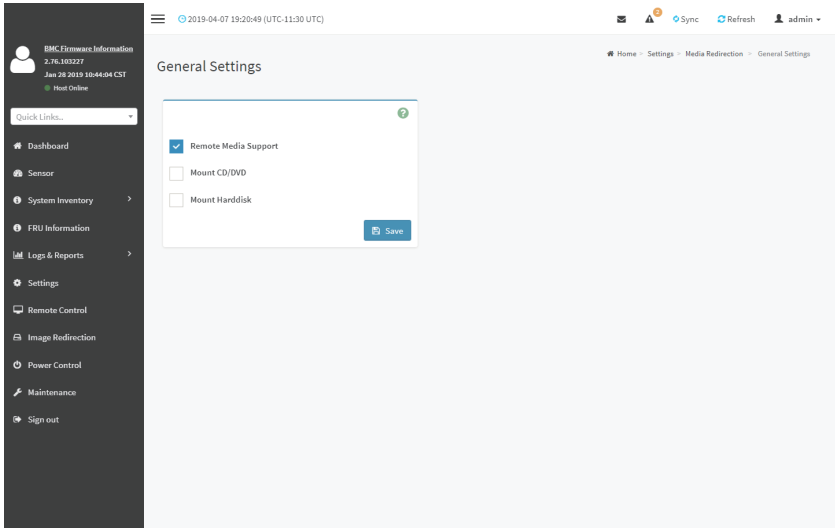 2019-04-07 19:20:49 (UTC-11:30 UTC)
2
Sync
Refresh
admin
BMC Firmware Information
2.76.103227
Jan 28 2019 10:44:04 CST
Host Online
Quick Links..
Dashboard
Sensor
System Inventory
FRU Information
Logs & Reports
Settings
Remote Control
Image Redirection
Power Control
Maintenance
Sign out
General Settings
Home > Settings > Media Redirection > General Settings
?
Remote Media Support
Mount CD/DVD
Mount Harddisk
Save